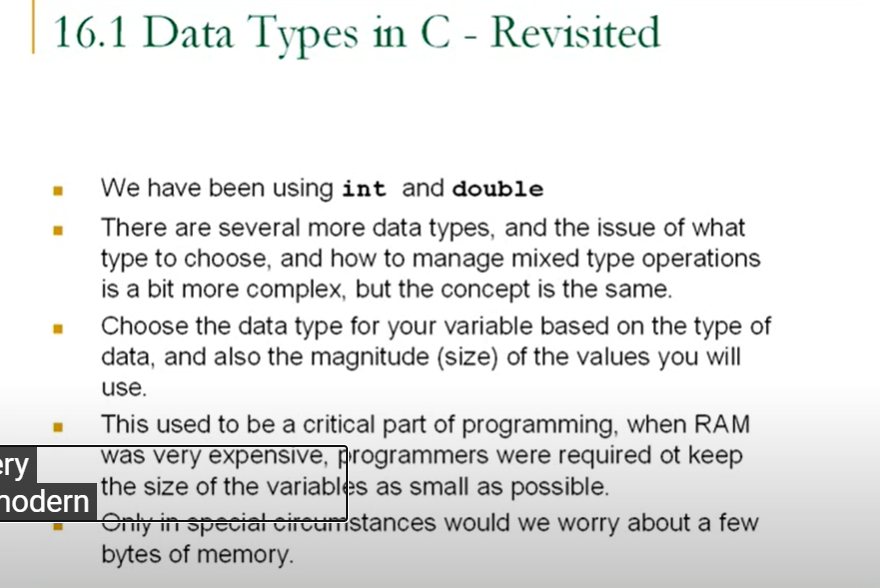 16.1 Data Types in C - Revisited
We have been using int and double
There are several more data types, and the issue of what
type to choose, and how to manage mixed type operations
is a bit more complex, but the concept is the same.
Choose the data type for your variable based on the type of
data, and also the magnitude (size) of the values you will
use.
This used to be a critical part of programming, when RAM
was very expensive, programmers were required ot keep
the size of the variables as small as possible.
Only in special circumstances would we worry about a few
bytes of memory.